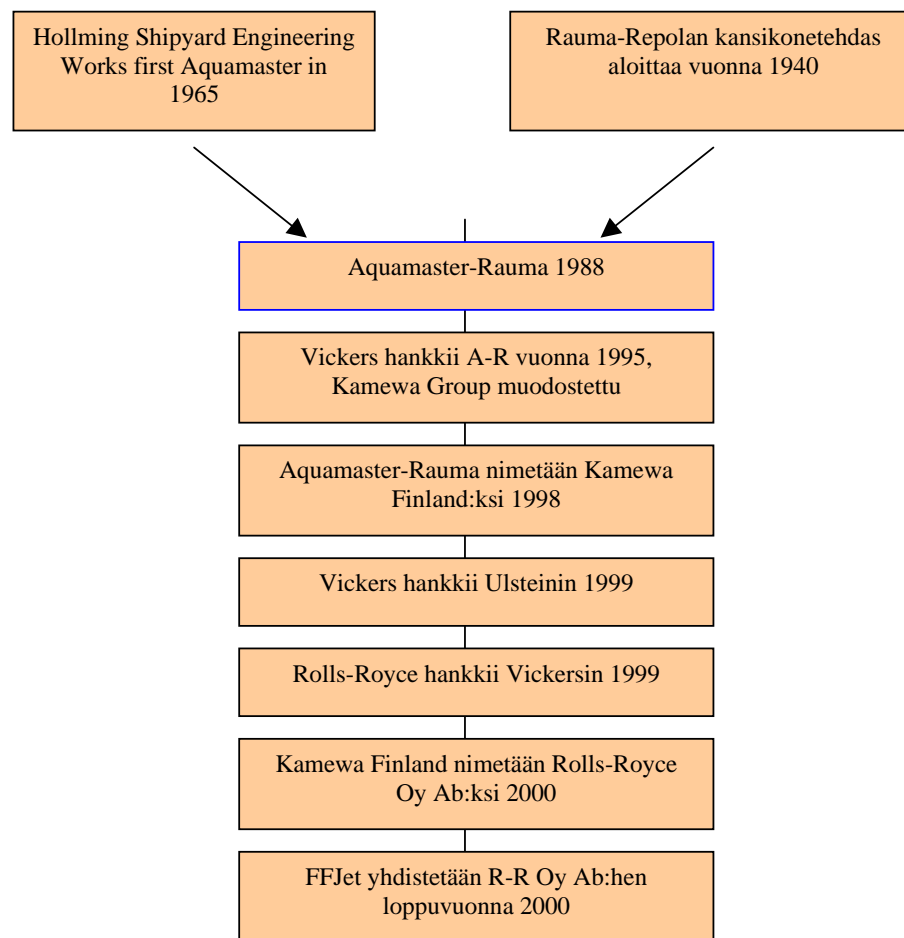 Hollming Shipyard Engineering
Works first Aquamaster in
1965
Rauma-Repolan kansikonetehdas
aloittaa vuonna 1940
Aquamaster-Rauma 1988
Vickers hankkii A-R vuonna 1995,
Kamewa Group muodostettu
Aquamaster-Rauma nimetään Kamewa
Finland:ksi 1998
Vickers hankkii Ulsteinin 1999
Rolls-Royce hankkii Vickersin 1999
Kamewa Finland nimetään Rolls-Royce
Oy Ab:ksi 2000
FFJet yhdistetään R-R Oy Ab:hen
loppuvuonna 2000